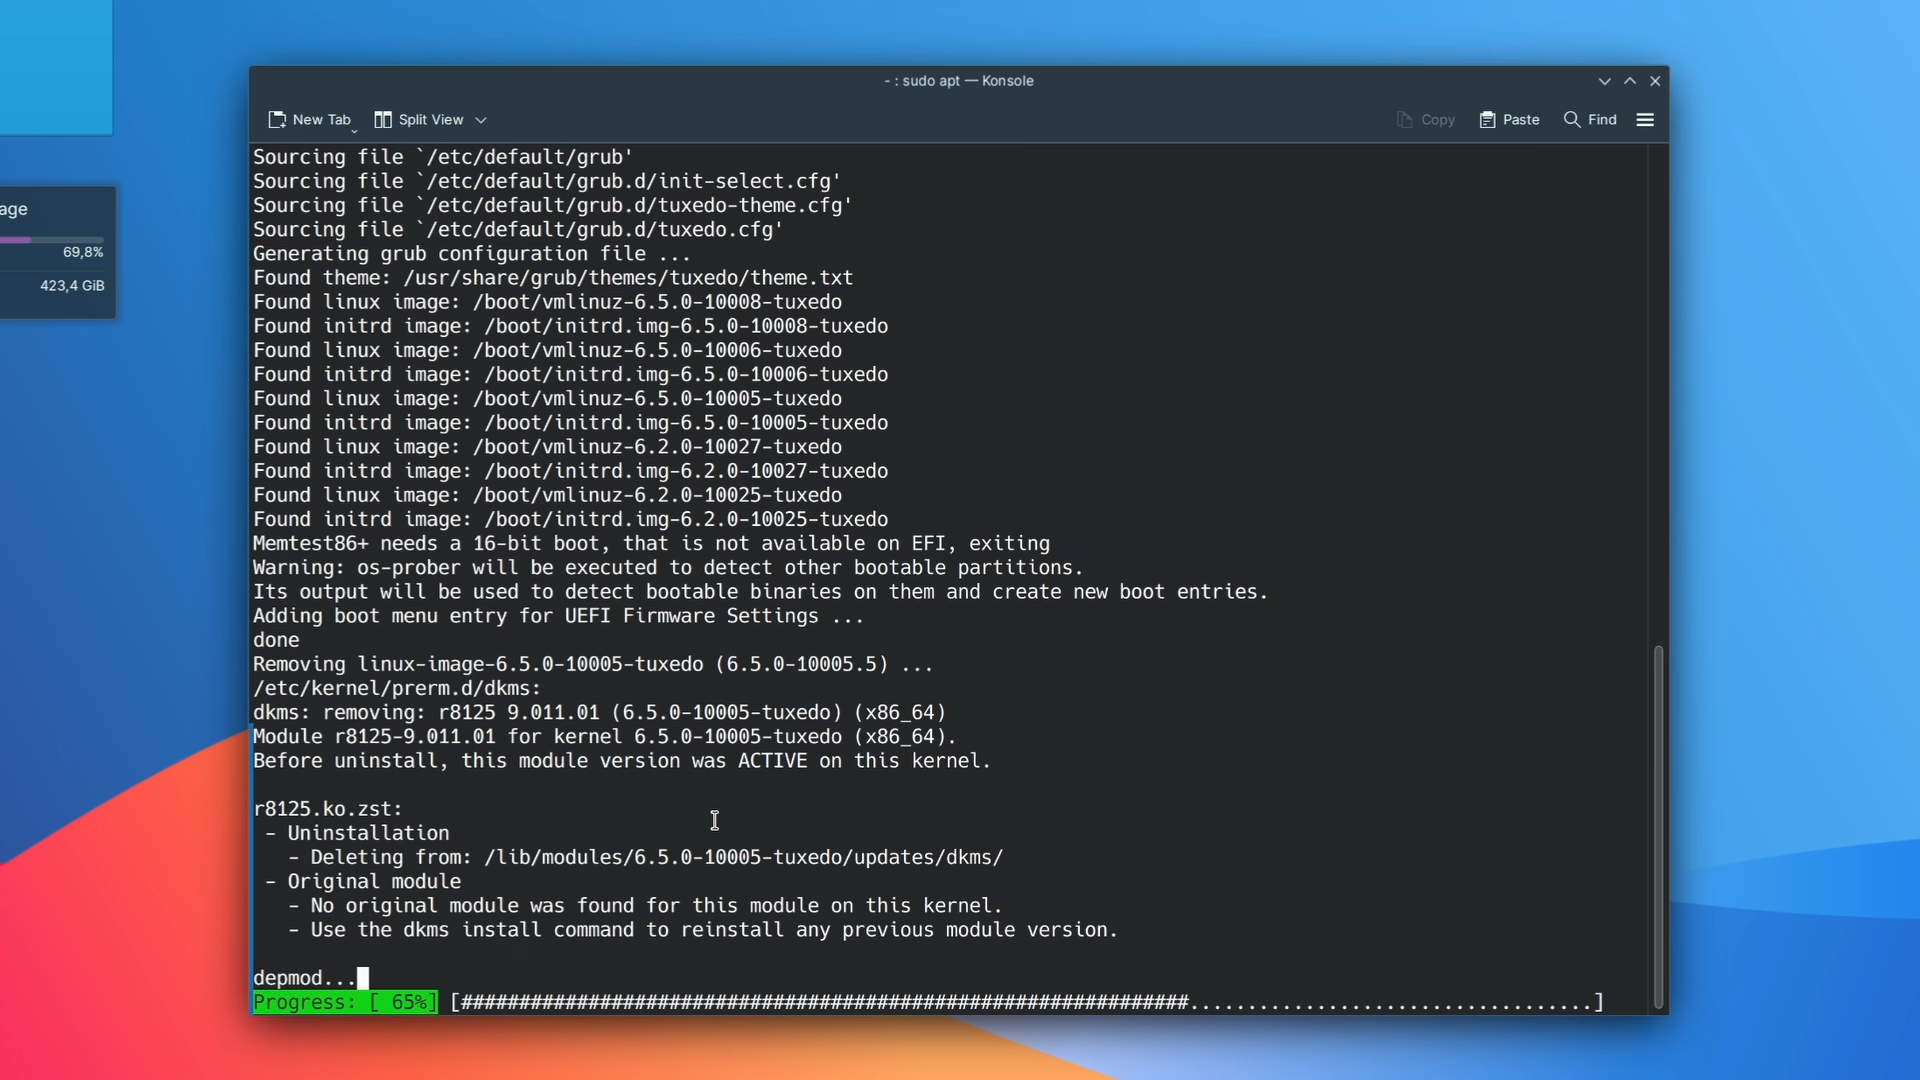 - : sudo apt — Konsole
New Tab
Split View
Copy
Paste
Find
age
69,8%
423,4 GiB
Sourcing file `/etc/default/grub'
Sourcing file `/etc/default/grub.d/init-select.cfg'
Sourcing file `/etc/default/grub.d/tuxedo-theme.cfg'
Sourcing file `/etc/default/grub.d/tuxedo.cfg'
Generating grub configuration file ...
Found theme: /usr/share/grub/themes/tuxedo/theme.txt
Found linux image: /boot/vmlinuz-6.5.0-10008-tuxedo
Found initrd image: /boot/initrd.img-6.5.0-10008-tuxedo
Found linux image: /boot/vmlinuz-6.5.0-10006-tuxedo
Found initrd image: /boot/initrd.img-6.5.0-10006-tuxedo
Found linux image: /boot/vmlinuz-6.5.0-10005-tuxedo
Found initrd image: /boot/initrd.img-6.5.0-10005-tuxedo
Found linux image: /boot/vmlinuz-6.2.0-10027-tuxedo
Found initrd image: /boot/initrd.img-6.2.0-10027-tuxedo
Found linux image: /boot/vmlinuz-6.2.0-10025-tuxedo
Found initrd image: /boot/initrd.img-6.2.0-10025-tuxedo
Memtest86+ needs a 16-bit boot, that is not available on EFI, exiting
Warning: os-prober will be executed to detect other bootable partitions.
Its output will be used to detect bootable binaries on them and create new boot entries.
Adding boot menu entry for UEFI Firmware Settings ...
done
Removing linux-image-6.5.0-10005-tuxedo (6.5.0-10005.5) ...
/etc/kernel/prerm.d/dkms:
dkms: removing: r8125 9.011.01 (6.5.0-10005-tuxedo) (x86_64)
Module r8125-9.011.01 for kernel 6.5.0-10005-tuxedo (x86_64).
Before uninstall, this module version was ACTIVE on this kernel.
r8125.ko.zst:
- Uninstallation
- Deleting from: /lib/modules/6.5.0-10005-tuxedo/updates/dkms/
- Original module
- No original module was found for this module on this kernel.
- Use the dkms install command to reinstall any previous module version.
depmod...
Progress: [ 65%] [###############################################################...................................]